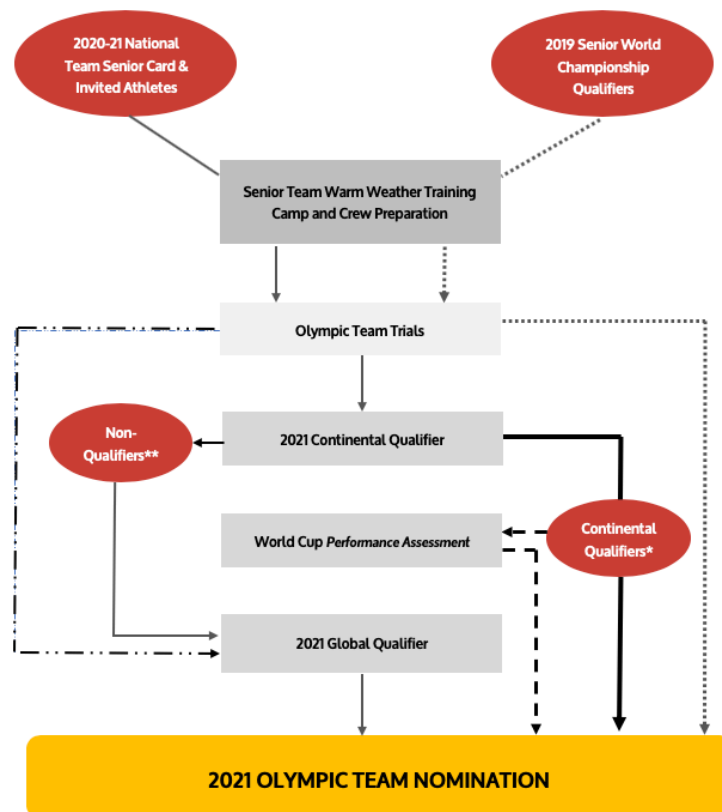 2020-21 National
Team Senior Card &
Invited Athletes
2019 Senior World
Championship
Qualifiers
Senior Team Warm Weather Training
Camp and Crew Preparation
Olympic Team Trials
2021 Continental Qualifier
Non-
Qualifiers**
World Cup Performance Assessment
Continental
Qualifiers*
2021 Global Qualifier
2021 OLYMPIC TEAM NOMINATION